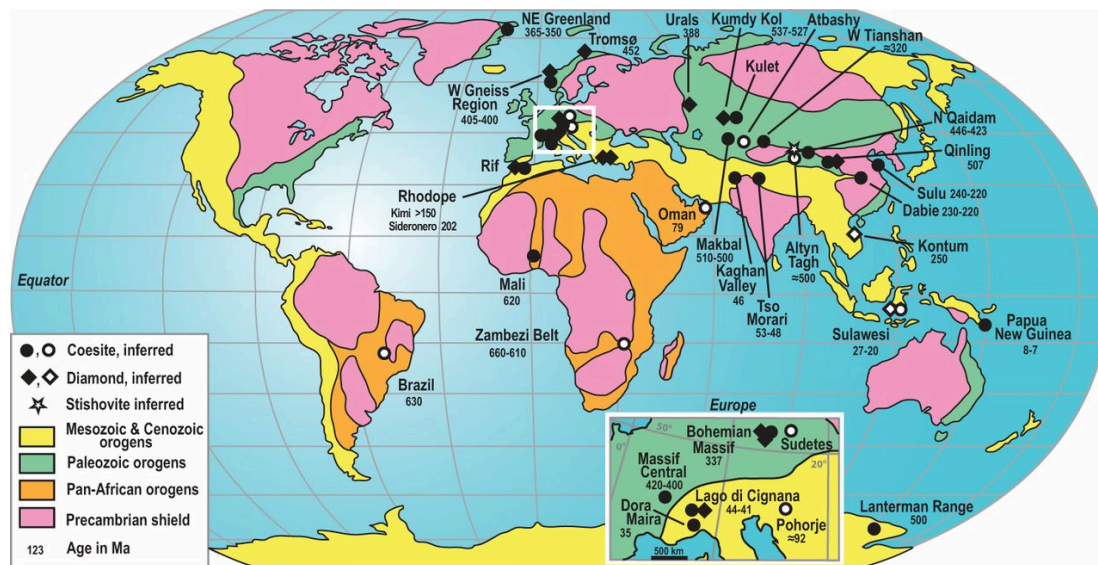 NE Greenland
365-350
Tromsø
452
Urals
388
Kumdy Kol
537-527
Atbashy
W Tianshan
≈320
Kulet
W Gneiss
Region
405-400
N Qaidam
446-423
Qinling
507
Rif
Rhodope
Kimi >150
Sideronero 202
Oman
79
Sulu 240-220
Dabie 230-220
Makbal
510-500
Kaghan
Valley
46
Altyn
Tagh
≈500
Kontum
250
Tso
Morari
53-48
Equator
Mali
620
Zambezi Belt
660-610
Sulawesi
27-20
Papua
New Guinea
8-7
Brazil
630
●,○ Coesite, inferred
◆,◇ Diamond, inferred
☆ Stishovite inferred
Mesozoic & Cenozoic
orogens
Paleozoic orogens
Pan-African orogens
Precambrian shield
123 Age in Ma
Europe
50°
0°
20°
Bohemian
Massif
337
Sudetes
Massif
Central
420-400
Lago di Cignana
44-41
Dora
Maira
35
Pohorje
≈92
500 km
Lanterman Range
500